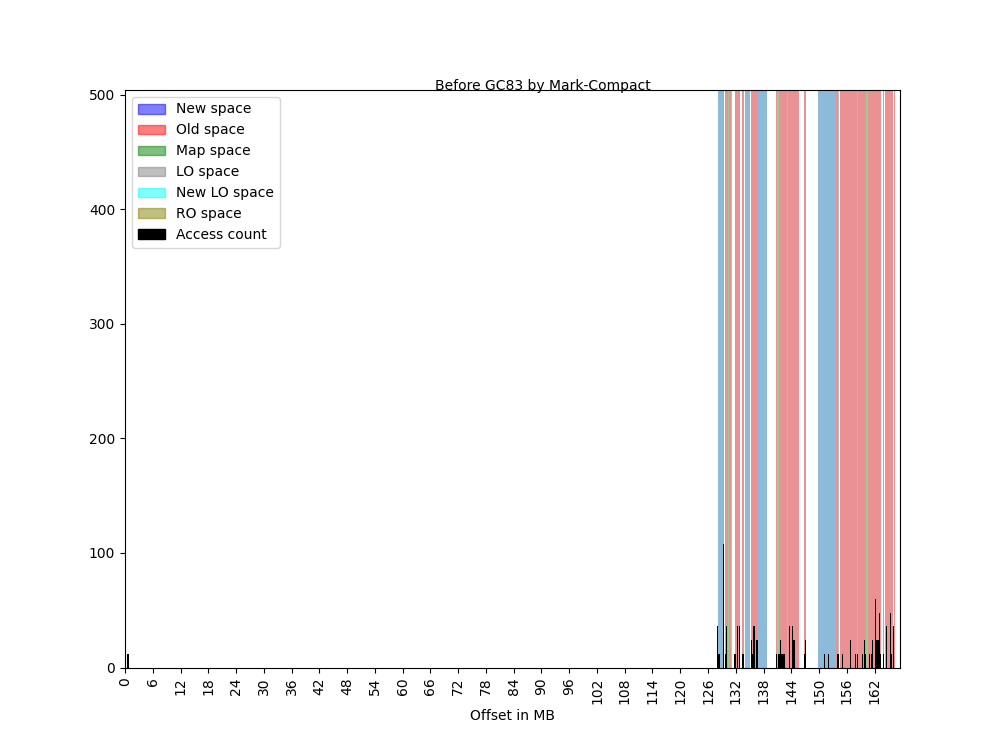 Before GC83 by Mark-Compact
500
400
300
200
100
0
New space
Old space
Map space
LO space
New LO space
RO space
Access count
0 6 12 18 24 30 36 42 48 54 60 66 72 78 84 90 96 102 108 114 120 126 132 138 144 150 156 162
Offset in MB